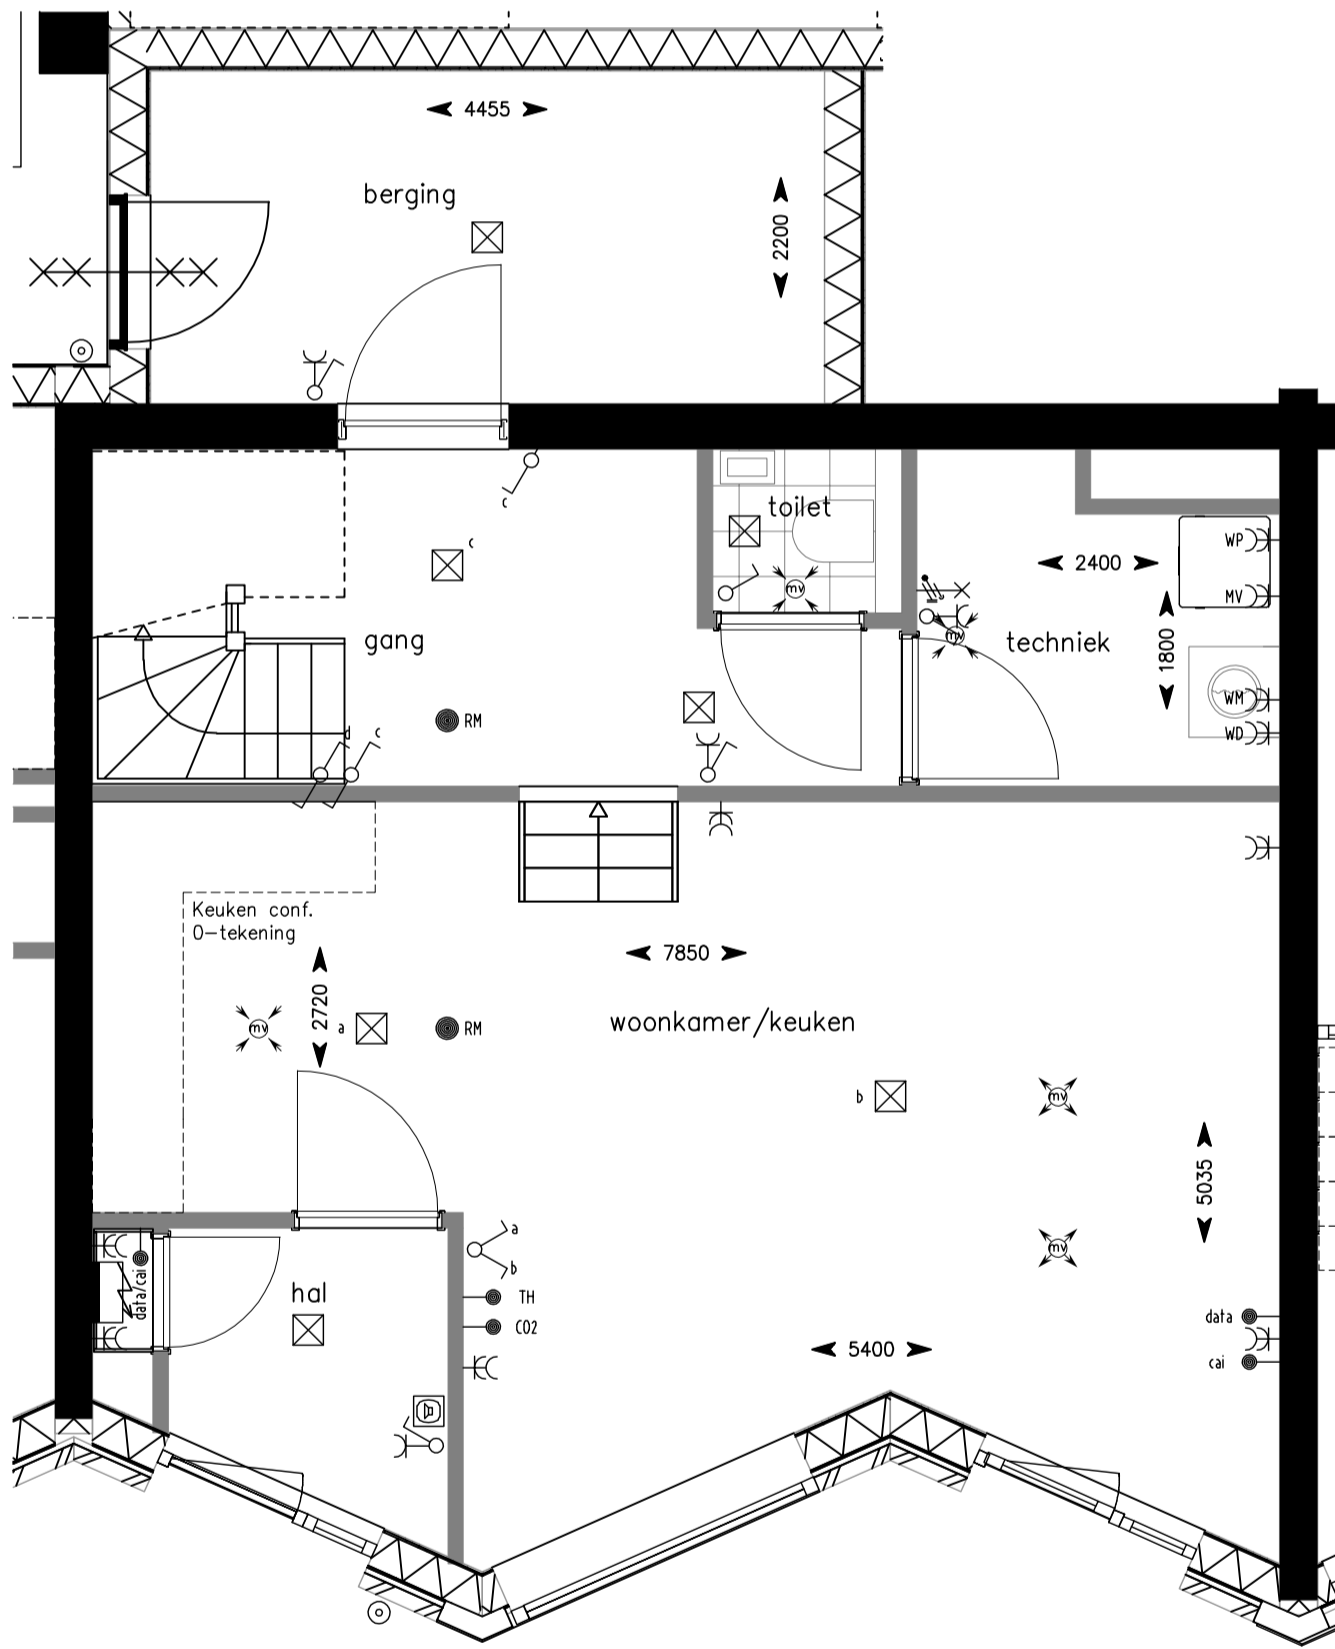 4455
berging
2200
c
toilet
c
WP
2400
MV
mv
gang
mv
techniek
1800
WM
RM
WD
d
c
Keuken conf.
0-tekening
7850
2720
mv
a
RM
woonkamer/keuken
b
mv
5035
a
b
mv
data/cai
hal
TH
CO2
data
cai
5400